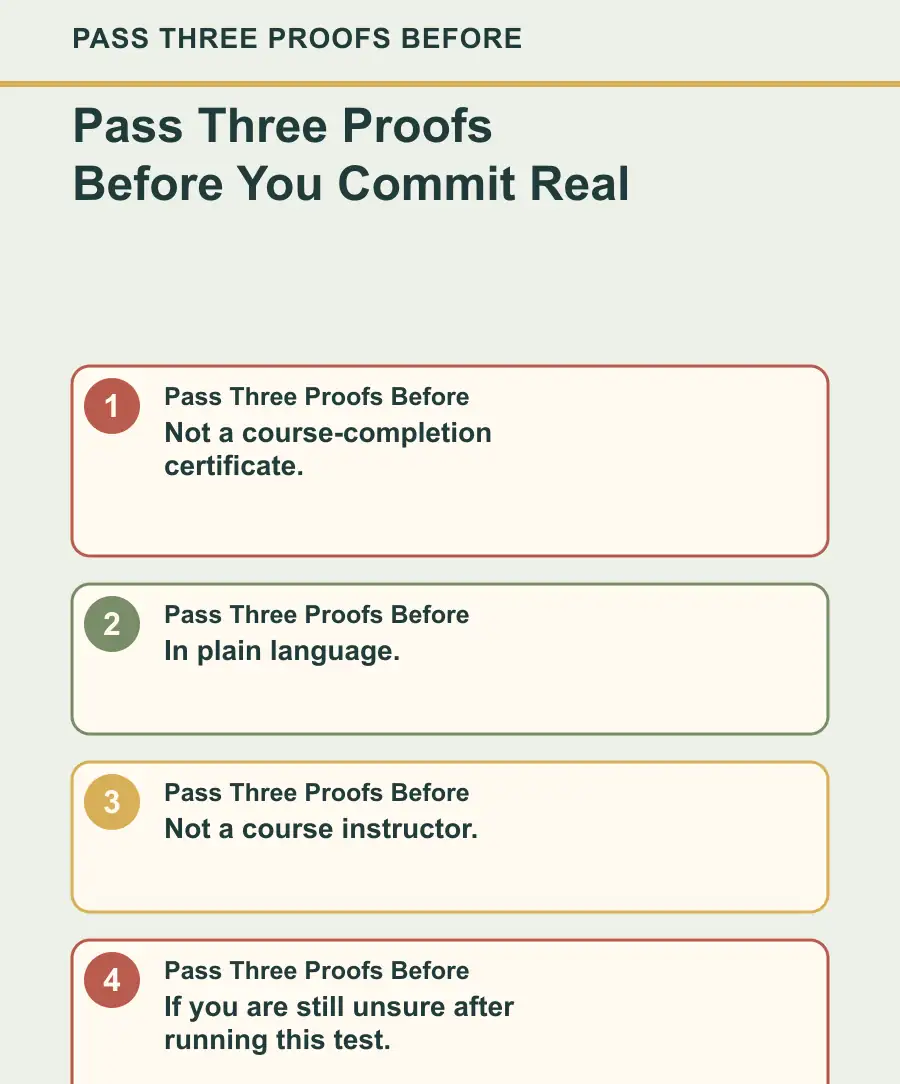 PASS THREE PROOFS BEFORE
Pass Three Proofs
Before You Commit Real
1
Pass Three Proofs Before
Not a course-completion
certificate.
2
Pass Three Proofs Before
In plain language.
3
Pass Three Proofs Before
Not a course instructor.
4
Pass Three Proofs Before
If you are still unsure after
running this test.